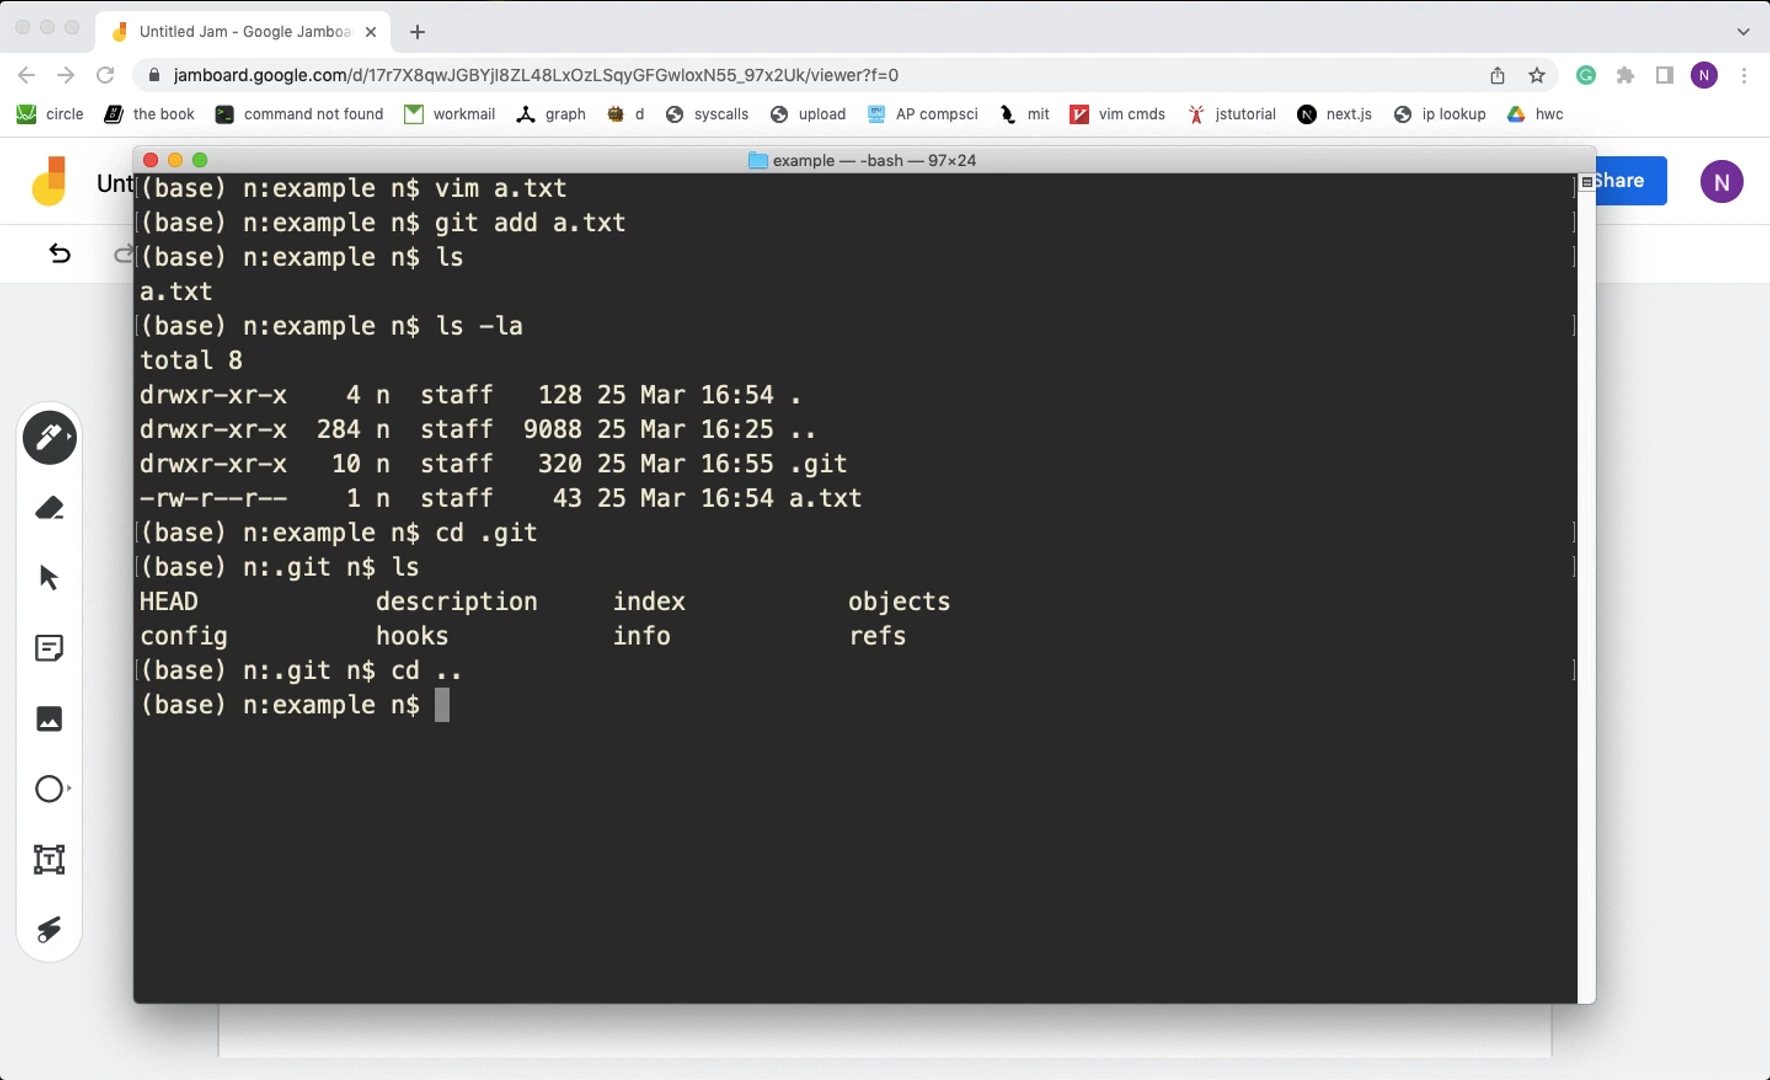 Untitled Jam - Google Jamboa
jamboard.google.com/d/17r7X8qwJGBYjI8ZL48LxOzLSqyGFGwloxN55_97x2Uk/viewer?f=0
N
circle the book command not found workmail graph d syscalls upload AP compsci mit vim cmds jstutorial next.js ip lookup hwc
example — -bash — 97×24
Unt
Share
N
(base) n:example n$ vim a.txt
(base) n:example n$ git add a.txt
(base) n:example n$ ls
a.txt
(base) n:example n$ ls -la
total 8
drwxr-xr-x    4 n  staff   128 25 Mar 16:54 .
drwxr-xr-x  284 n  staff  9088 25 Mar 16:25 ..
drwxr-xr-x   10 n  staff   320 25 Mar 16:55 .git
-rw-r--r--    1 n  staff    43 25 Mar 16:54 a.txt
(base) n:example n$ cd .git
(base) n:.git n$ ls
HEAD            description     index           objects
config          hooks           info            refs
(base) n:.git n$ cd ..
(base) n:example n$